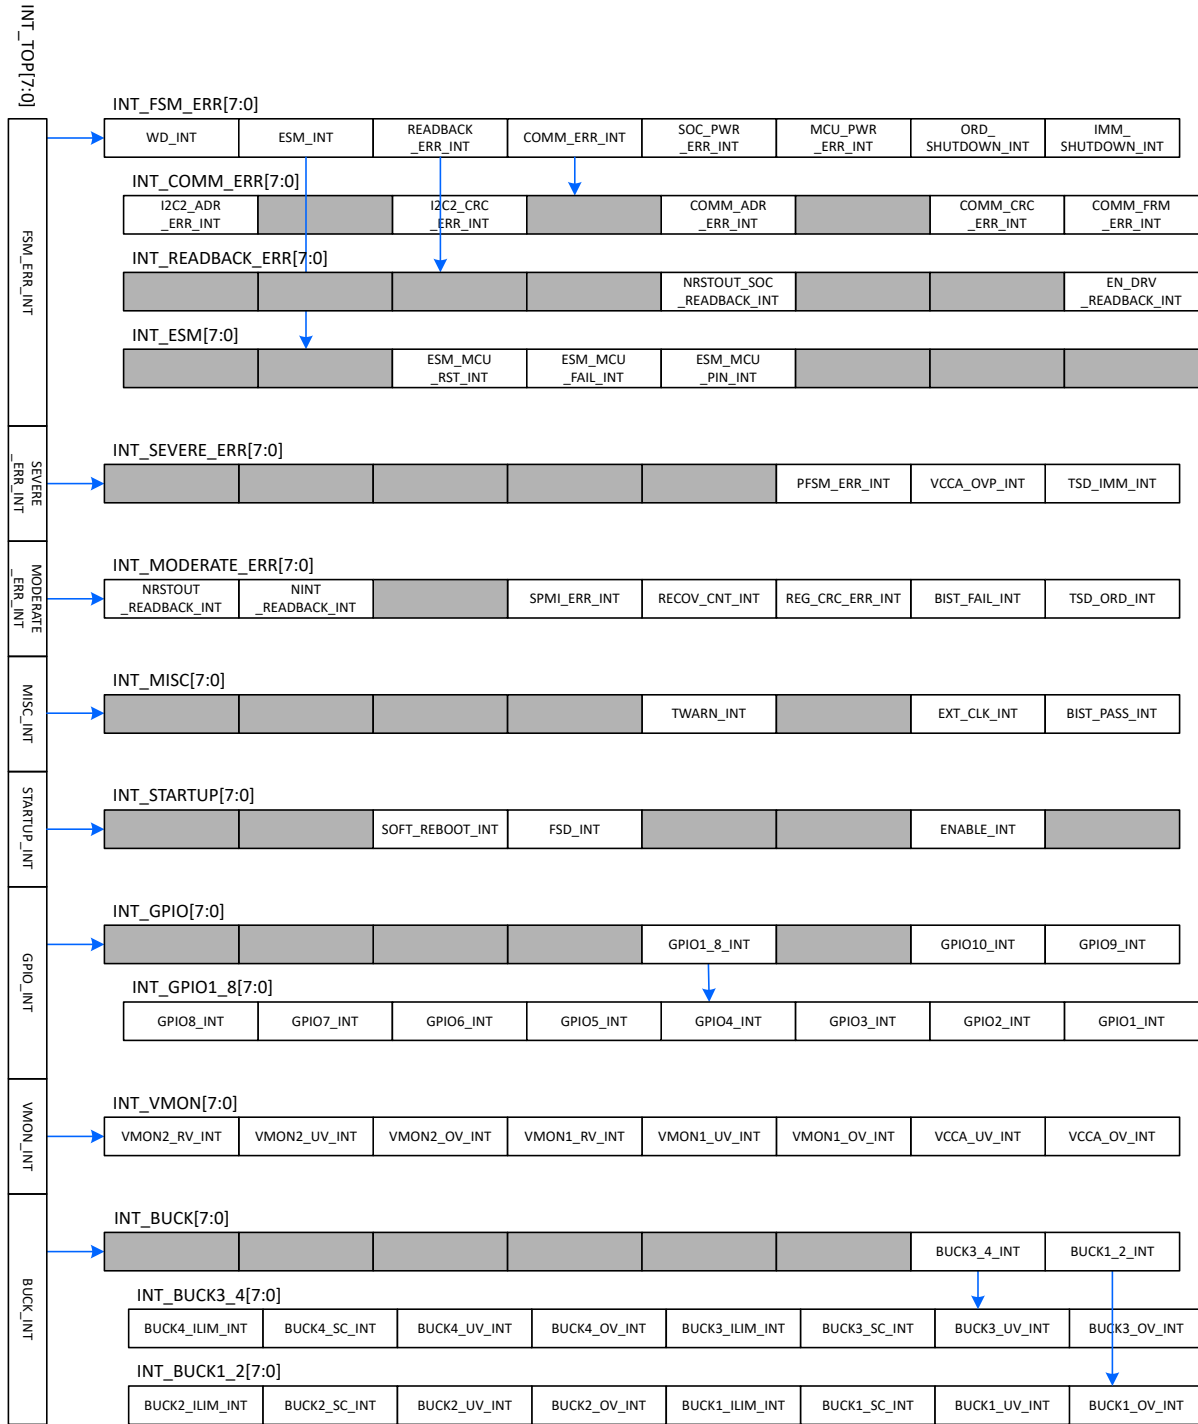 INT_TOP[7:0]
FSM_ERR_INT
INT_FSM_ERR[7:0]
WD_INT
ESM_INT
READBACK
_ERR_INT
COMM_ERR_INT
SOC_PWR
_ERR_INT
MCU_PWR
_ERR_INT
ORD_
SHUTDOWN_INT
IMM_
SHUTDOWN_INT
INT_COMM_ERR[7:0]
I2C2_ADR
_ERR_INT
I2C2_CRC
_ERR_INT
COMM_ADR
_ERR_INT
COMM_CRC
_ERR_INT
COMM_FRM
_ERR_INT
INT_READBACK_ERR[7:0]
NRSTOUT_SOC
_READBACK_INT
EN_DRV
_READBACK_INT
INT_ESM[7:0]
ESM_MCU
_RST_INT
ESM_MCU
_FAIL_INT
ESM_MCU
_PIN_INT
SEVERE
_ERR_INT
INT_SEVERE_ERR[7:0]
PFSM_ERR_INT
VCCA_OVP_INT
TSD_IMM_INT
MODERATE
_ERR_INT
INT_MODERATE_ERR[7:0]
NRSTOUT
_READBACK_INT
NINT
_READBACK_INT
SPMI_ERR_INT
RECOV_CNT_INT
REG_CRC_ERR_INT
BIST_FAIL_INT
TSD_ORD_INT
MISC_INT
INT_MISC[7:0]
TWARN_INT
EXT_CLK_INT
BIST_PASS_INT
STARTUP_INT
INT_STARTUP[7:0]
SOFT_REBOOT_INT
FSD_INT
ENABLE_INT
GPIO_INT
INT_GPIO[7:0]
GPIO1_8_INT
GPIO10_INT
GPIO9_INT
INT_GPIO1_8[7:0]
GPIO8_INT
GPIO7_INT
GPIO6_INT
GPIO5_INT
GPIO4_INT
GPIO3_INT
GPIO2_INT
GPIO1_INT
VMON_INT
INT_VMON[7:0]
VMON2_RV_INT
VMON2_UV_INT
VMON2_OV_INT
VMON1_RV_INT
VMON1_UV_INT
VMON1_OV_INT
VCCA_UV_INT
VCCA_OV_INT
BUCK_INT
INT_BUCK[7:0]
BUCK3_4_INT
BUCK1_2_INT
INT_BUCK3_4[7:0]
BUCK4_ILIM_INT
BUCK4_SC_INT
BUCK4_UV_INT
BUCK4_OV_INT
BUCK3_ILIM_INT
BUCK3_SC_INT
BUCK3_UV_INT
BUCK3_OV_INT
INT_BUCK1_2[7:0]
BUCK2_ILIM_INT
BUCK2_SC_INT
BUCK2_UV_INT
BUCK2_OV_INT
BUCK1_ILIM_INT
BUCK1_SC_INT
BUCK1_UV_INT
BUCK1_OV_INT